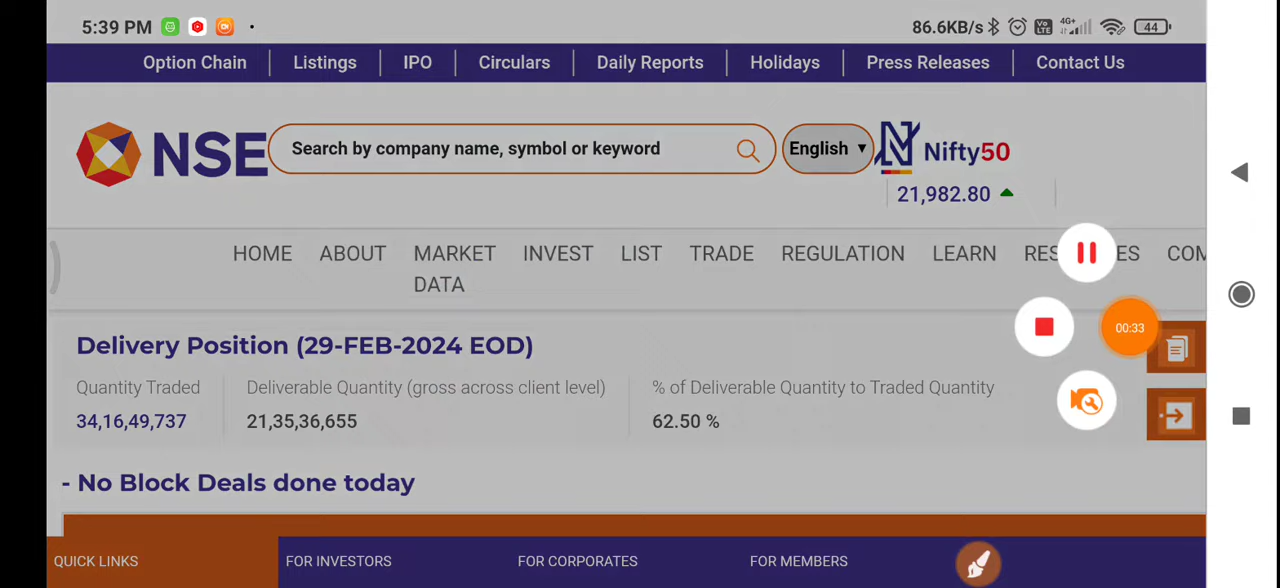 5:39 PM
86.6KB/s
Vo LTE
4G+
44
Option Chain
Listings
IPO
Circulars
Daily Reports
Holidays
Press Releases
Contact Us
NSE
Search by company name, symbol or keyword
English ▼
Nifty50
21,982.80
HOME
ABOUT
MARKET DATA
INVEST
LIST
TRADE
REGULATION
LEARN
Delivery Position (29-FEB-2024 EOD)
00:33
Quantity Traded
Deliverable Quantity (gross across client level)
% of Deliverable Quantity to Traded Quantity
34,16,49,737
21,35,36,655
62.50 %
- No Block Deals done today
QUICK LINKS
FOR INVESTORS
FOR CORPORATES
FOR MEMBERS